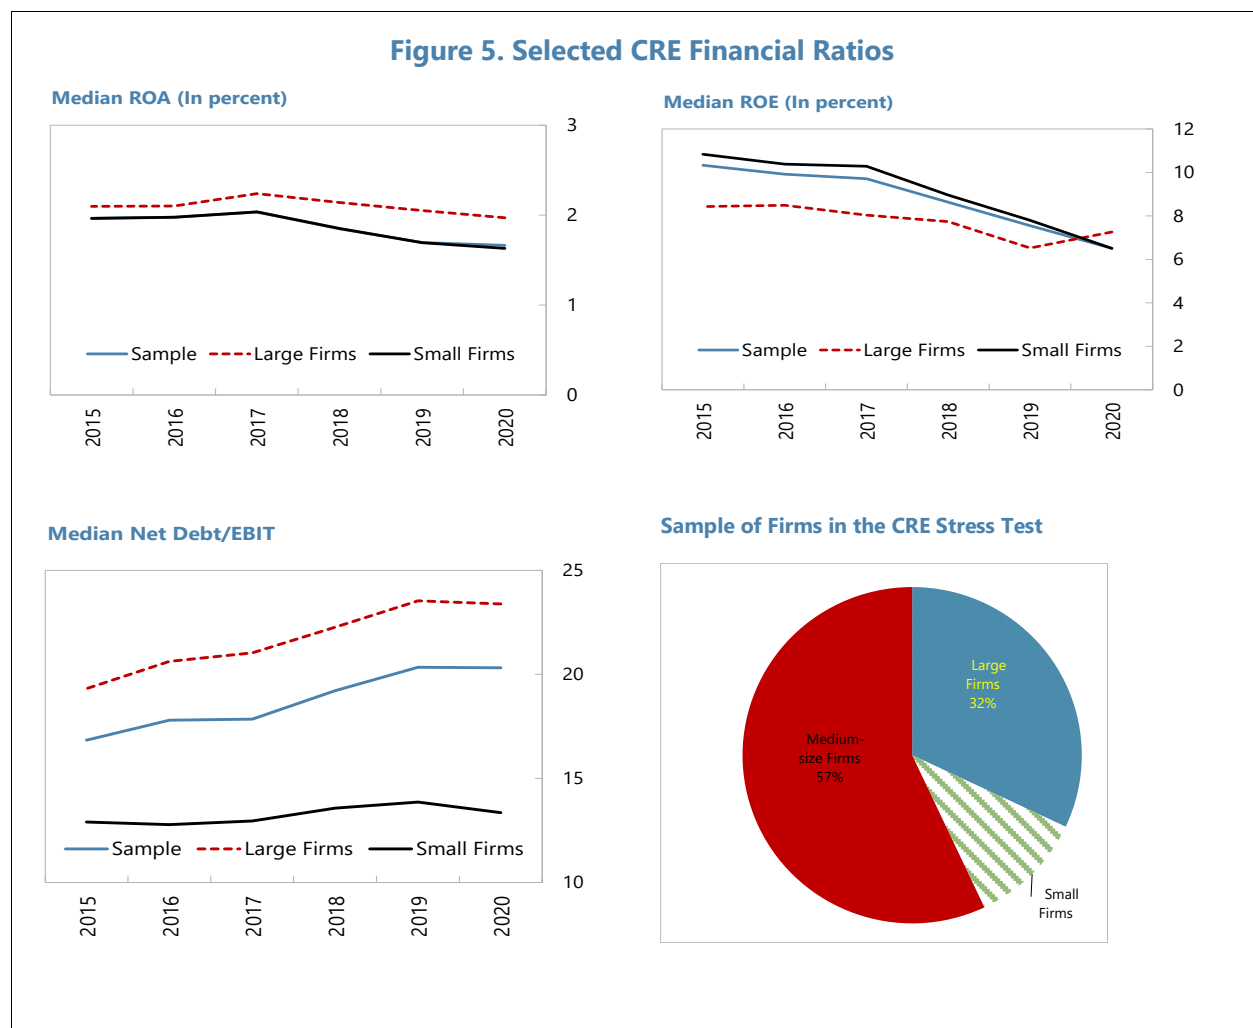 Figure 5. Selected CRE Financial Ratios
Median ROA (In percent)
3
2
1
0
Sample Large Firms Small Firms
2015 2016 2017 2018 2019 2020
Median ROE (In percent)
12
10
8
6
4
2
0
Sample Large Firms Small Firms
2015 2016 2017 2018 2019 2020
Median Net Debt/EBIT
25
20
15
10
Sample Large Firms Small Firms
2015 2016 2017 2018 2019 2020
Sample of Firms in the CRE Stress Test
Large
Firms
32%
Medium-
size Firms
57%
Small
Firms